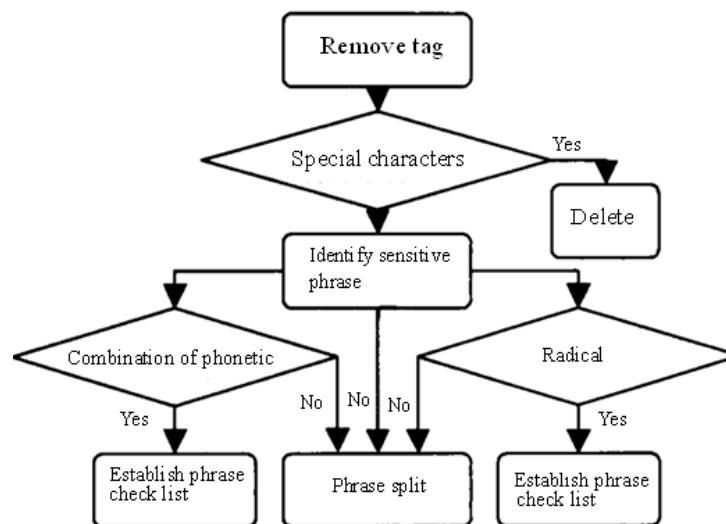 Remove tag
Special characters
Yes
Delete
Identify sensitive
phrase
Combination of phonetic
Radical
No
No
No
Yes
Yes
Establish phrase
check list
Phrase split
Establish phrase
check list